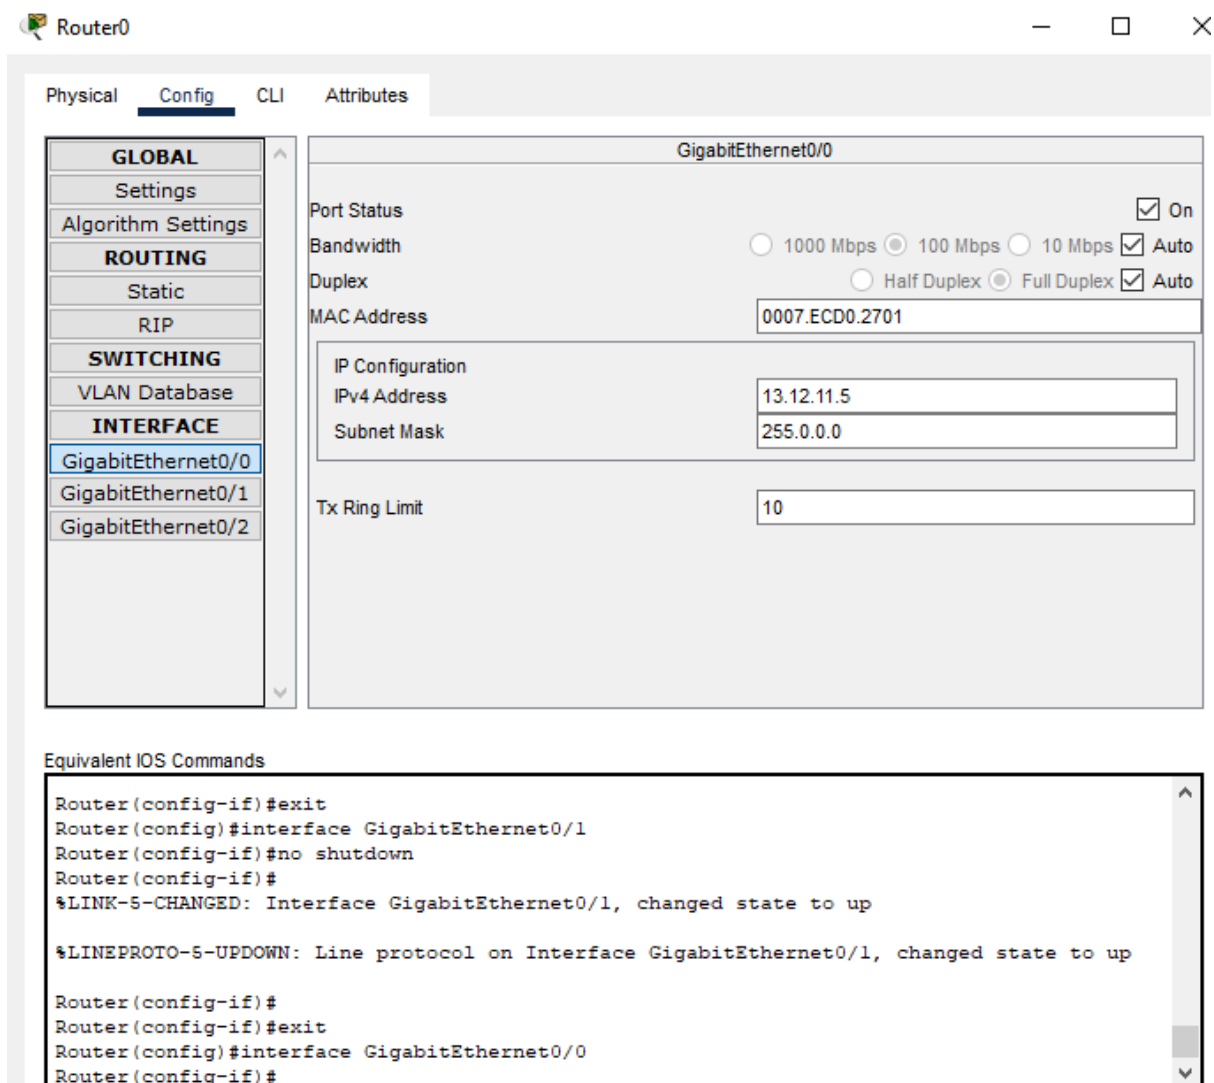 Router0
Physical Config CLI Attributes
GLOBAL
Settings
Algorithm Settings
ROUTING
Static
RIP
SWITCHING
VLAN Database
INTERFACE
GigabitEthernet0/0
GigabitEthernet0/1
GigabitEthernet0/2
GigabitEthernet0/0
Port Status On
Bandwidth 1000 Mbps 100 Mbps 10 Mbps Auto
Duplex Half Duplex Full Duplex Auto
MAC Address 0007.ECD0.2701
IP Configuration
IPv4 Address 13.12.11.5
Subnet Mask 255.0.0.0
Tx Ring Limit 10
Equivalent IOS Commands
Router(config-if)#exit
Router(config)#interface GigabitEthernet0/1
Router(config-if)#no shutdown
Router(config-if)#
%LINK-5-CHANGED: Interface GigabitEthernet0/1, changed state to up
%LINEPROTO-5-UPDOWN: Line protocol on Interface GigabitEthernet0/1, changed state to up
Router(config-if)#
Router(config-if)#exit
Router(config)#interface GigabitEthernet0/0
Router(config-if)#